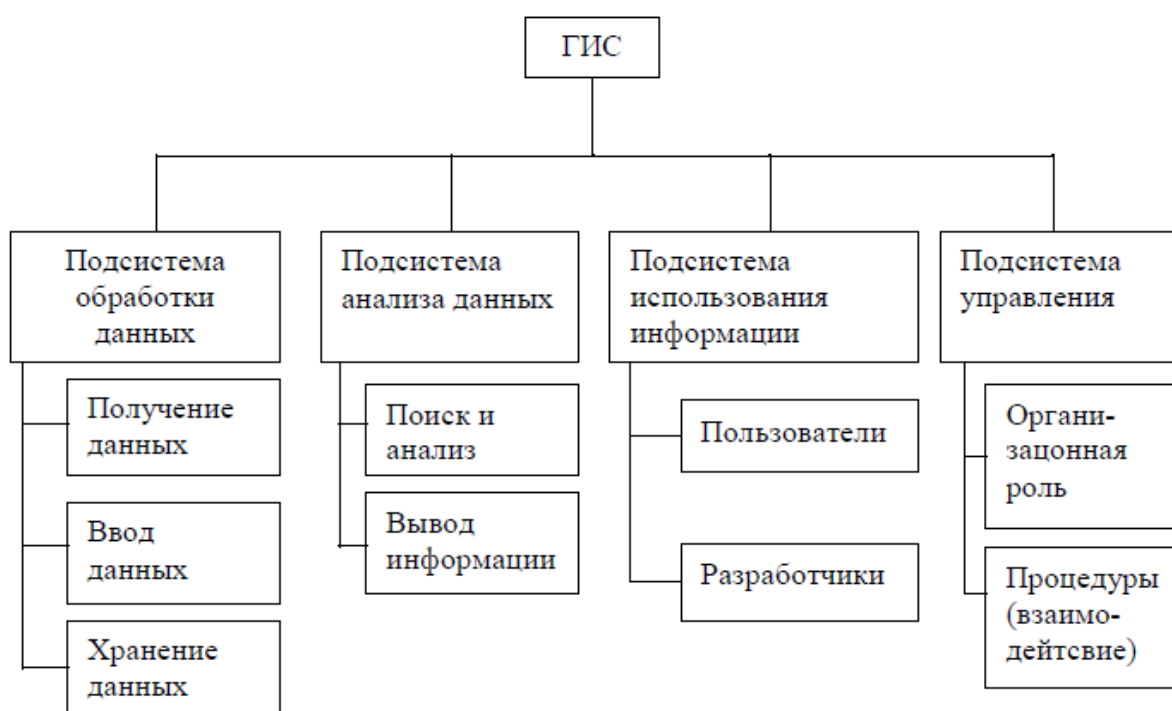 ГИС
Подсистема
обработки
данных
Получение
данных
Ввод
данных
Хранение
данных
Подсистема
анализа данных
Поиск и
анализ
Вывод
информации
Подсистема
использования
информации
Пользователи
Разработчики
Подсистема
управления
Органи-
зацонная
роль
Процедуры
(взаимо-
дейтсвие)